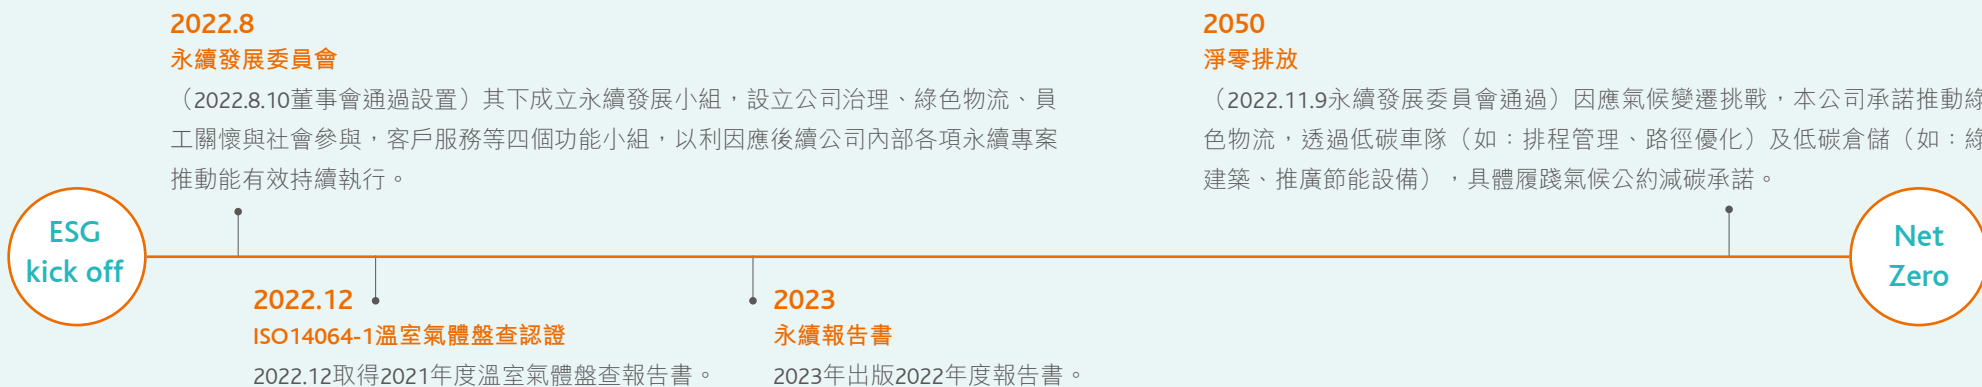 2022.8
永續發展委員會
（2022.8.10董事會通過設置）其下成立永續發展小組，設立公司治理、綠色物流、員
工關懷與社會參與，客戶服務等四個功能小組，以利因應後續公司內部各項永續專案
推動能有效持續執行。
2050
淨零排放
（2022.11.9永續發展委員會通過）因應氣候變遷挑戰，本公司承諾推動綠
色物流，透過低碳車隊（如：排程管理、路徑優化）及低碳倉儲（如：綠
建築、推廣節能設備），具體履踐氣候公約減碳承諾。
ESG
kick off
Net
Zero
2022.12
ISO14064-1溫室氣體盤查認證
2022.12取得2021年度溫室氣體盤查報告書。
2023
永續報告書
2023年出版2022年度報告書。